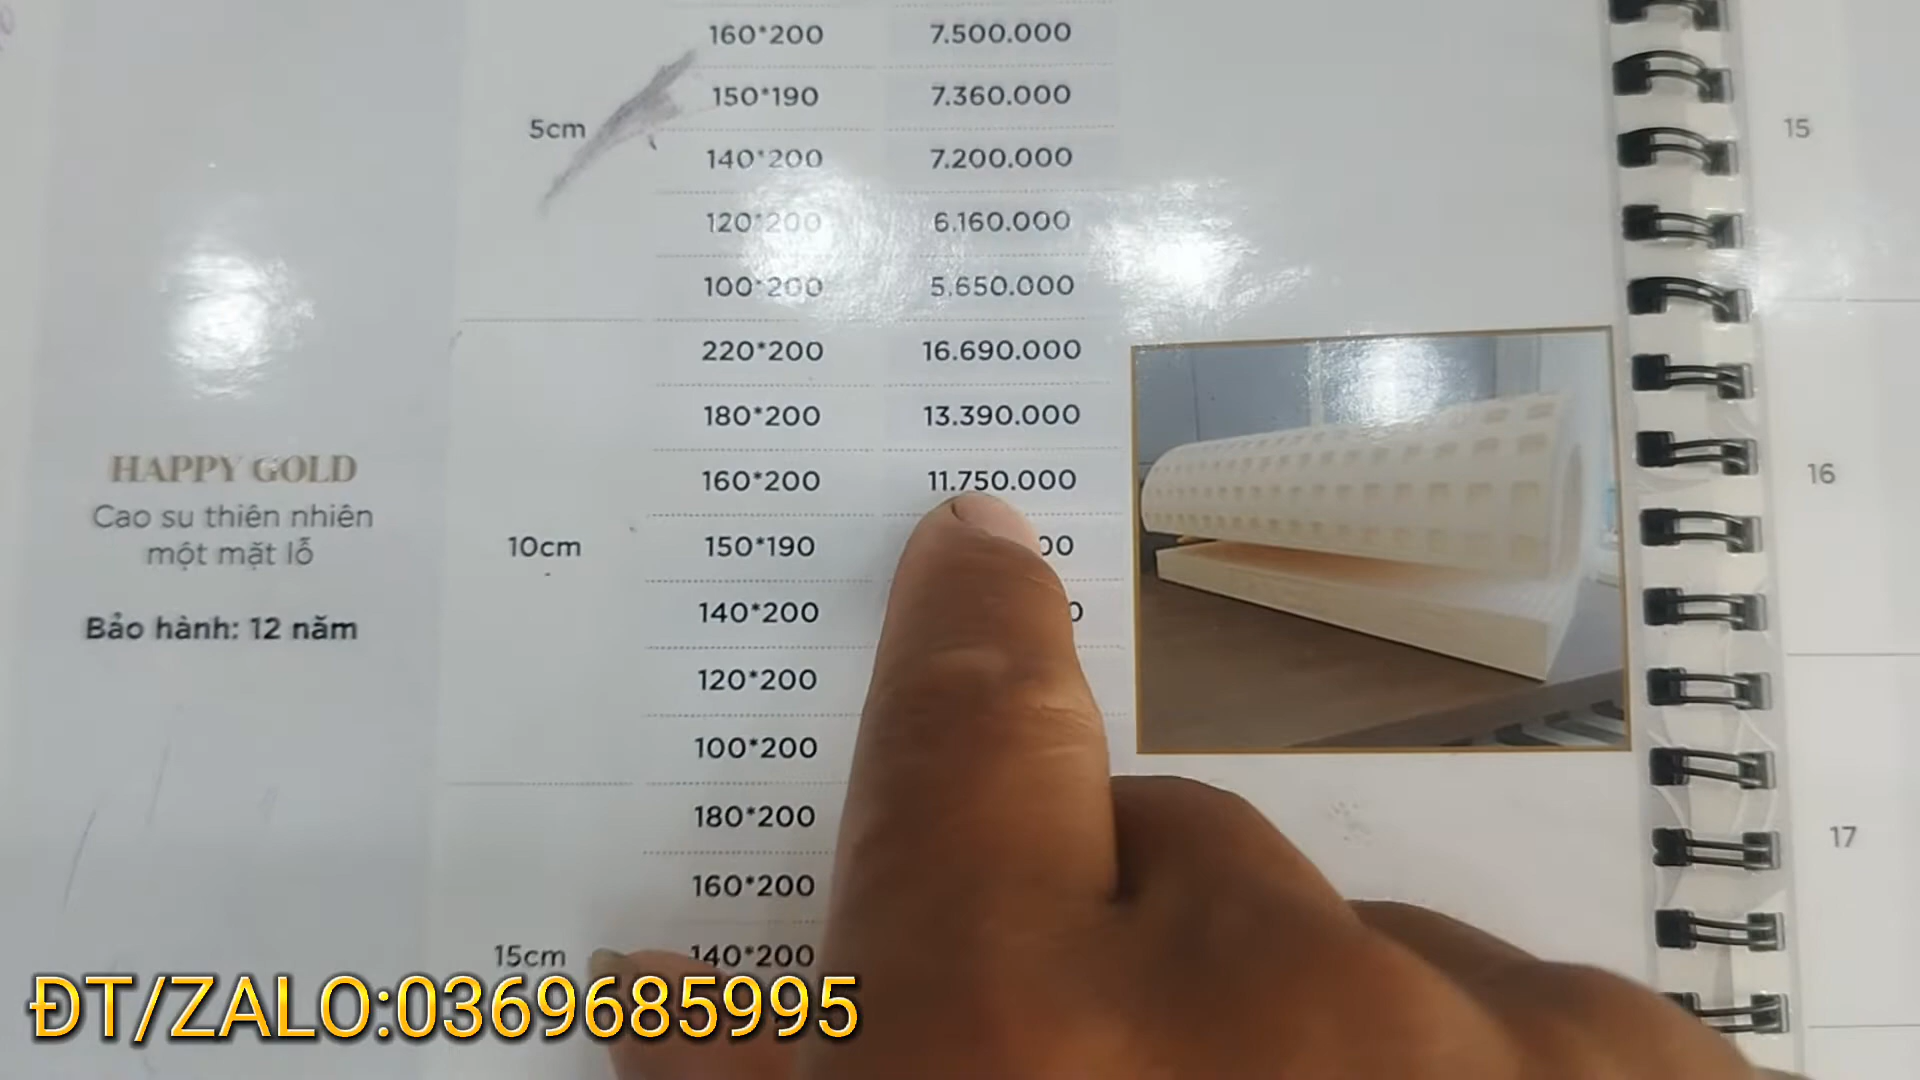 160*200 7.500.000
150*190 7.360.000
5cm
140*200 7.200.000
120*200 6.160.000
100*200 5.650.000
220*200 16.690.000
180*200 13.390.000
160*200 11.750.000
HAPPY GOLD
Cao su thiên nhiên
một mặt lỗ
Bảo hành: 12 năm
10cm
150*190
140*200
120*200
100*200
180*200
160*200
15cm
140*200
15
16
17
ĐT/ZALO:0369685995